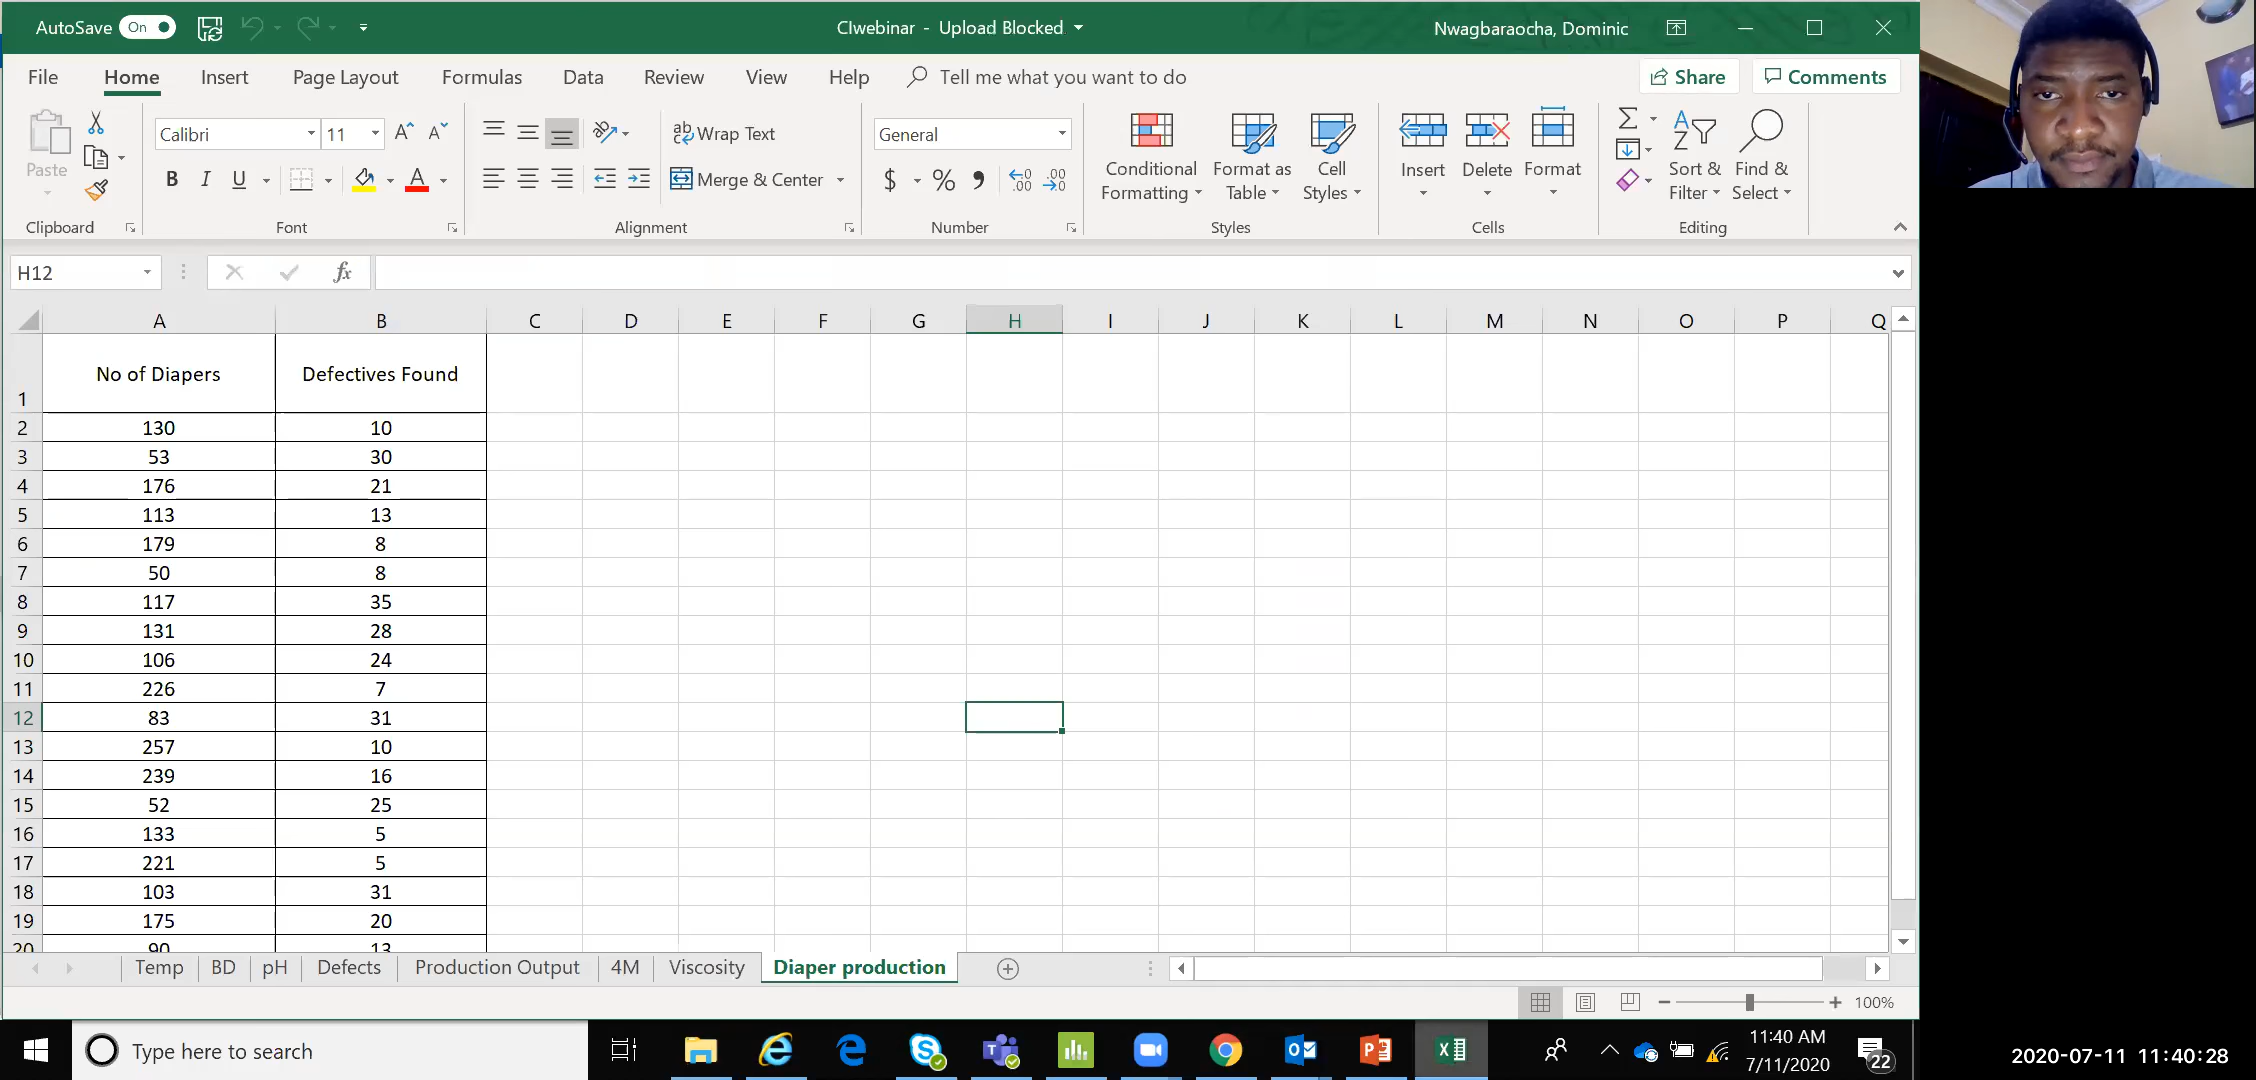 AutoSave On CIwebinar - Upload Blocked Nwagbaraocha, Dominic
File Home Insert Page Layout Formulas Data Review View Help Tell me what you want to do Share Comments
Paste Calibri 11 Wrap Text General Conditional Formatting Format as Table Cell Styles Insert Delete Format Sort & Filter Find & Select
B I U Merge & Center $ % ,
Clipboard Font Alignment Number Styles Cells Editing
H12 fx
A B C D E F G H I J K L M N O P Q
1 No of Diapers Defectives Found
2 130 10
3 53 30
4 176 21
5 113 13
6 179 8
7 50 8
8 117 35
9 131 28
10 106 24
11 226 7
12 83 31
13 257 10
14 239 16
15 52 25
16 133 5
17 221 5
18 103 31
19 175 20
20 90 13
Temp BD pH Defects Production Output 4M Viscosity Diaper production
100%
Type here to search 11:40 AM
7/11/2020 22
2020-07-11 11:40:28